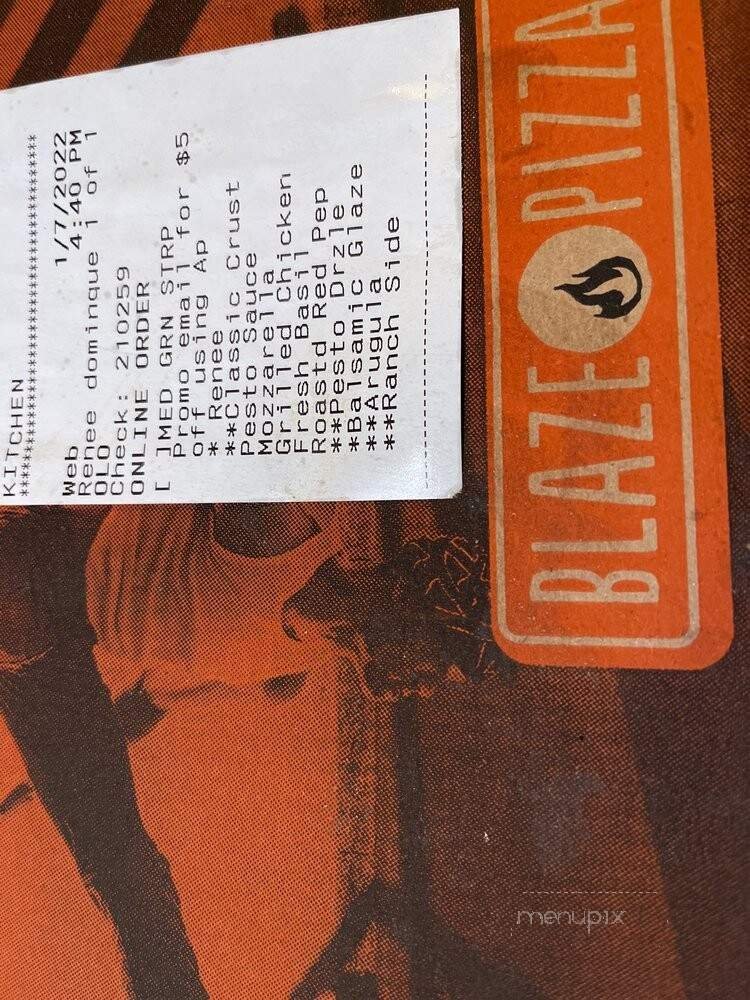 KITCHEN
****************************************
Web 1/7/2022
Renee dominque 4:40 PM
OLO 1 of 1
Check: 210259
ONLINE ORDER
[ ]MED GRN STRP
Promo email for $5
off using Ap
* Renee
**Classic Crust
Pesto Sauce
Mozzarella
Grilled Chicken
Fresh Basil
Roastd Red Pep
**Pesto Drzle
**Balsamic Glaze
***Arugula
***Ranch Side
BLAZE PIZZA
menupix